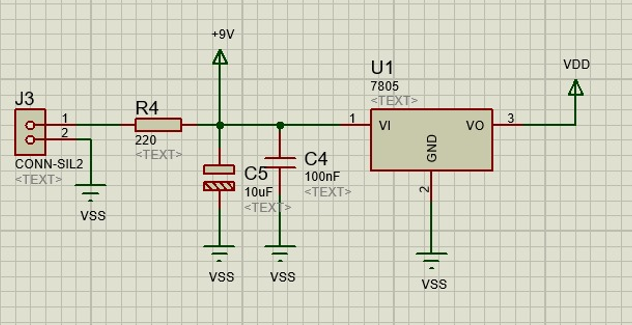 +9V
U1
7805
<TEXT>
VDD
J3
1
2
CONN-SIL2
<TEXT>
VSS
R4
220
<TEXT>
C5
10uF
<TEXT>
VSS
C4
100nF
<TEXT>
VSS
1
VI
VO
3
GND
2
VSS